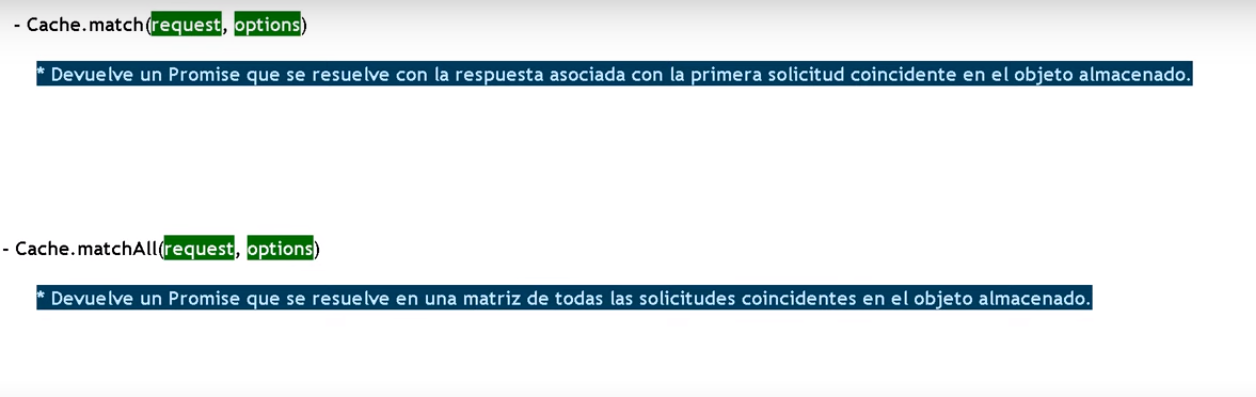 - Cache.match(request, options)
* Devuelve un Promise que se resuelve con la respuesta asociada con la primera solicitud coincidente en el objeto almacenado.
- Cache.matchAll(request, options)
* Devuelve un Promise que se resuelve en una matriz de todas las solicitudes coincidentes en el objeto almacenado.